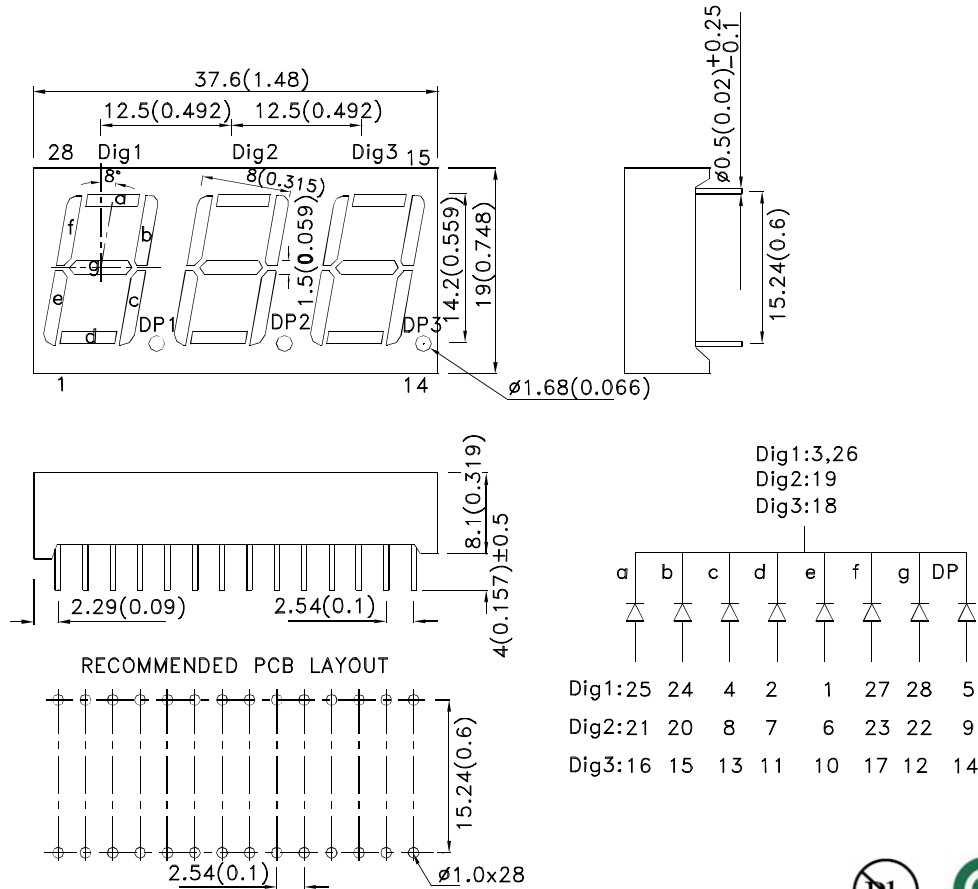 37.6(1.48)
12.5(0.492) 12.5(0.492)
28 Dig1 Dig2 Dig3 15
8° 8(0.315)
a
f b
g
e c
d
DP1 DP2 DP3
1.5(0.059)
14.2(0.559)
19(0.748)
1 14
ø1.68(0.066)
ø0.5(0.02)+0.25 -0.1
15.24(0.6)
8.1(0.319)
4(0.157)±0.5
2.29(0.09) 2.54(0.1)
RECOMMENDED PCB LAYOUT
15.24(0.6)
2.54(0.1)
ø1.0x28
Dig1:3,26
Dig2:19
Dig3:18
a b c d e f g DP
Dig1:25 24 4 2 1 27 28 5
Dig2:21 20 8 7 6 23 22 9
Dig3:16 15 13 11 10 17 12 14